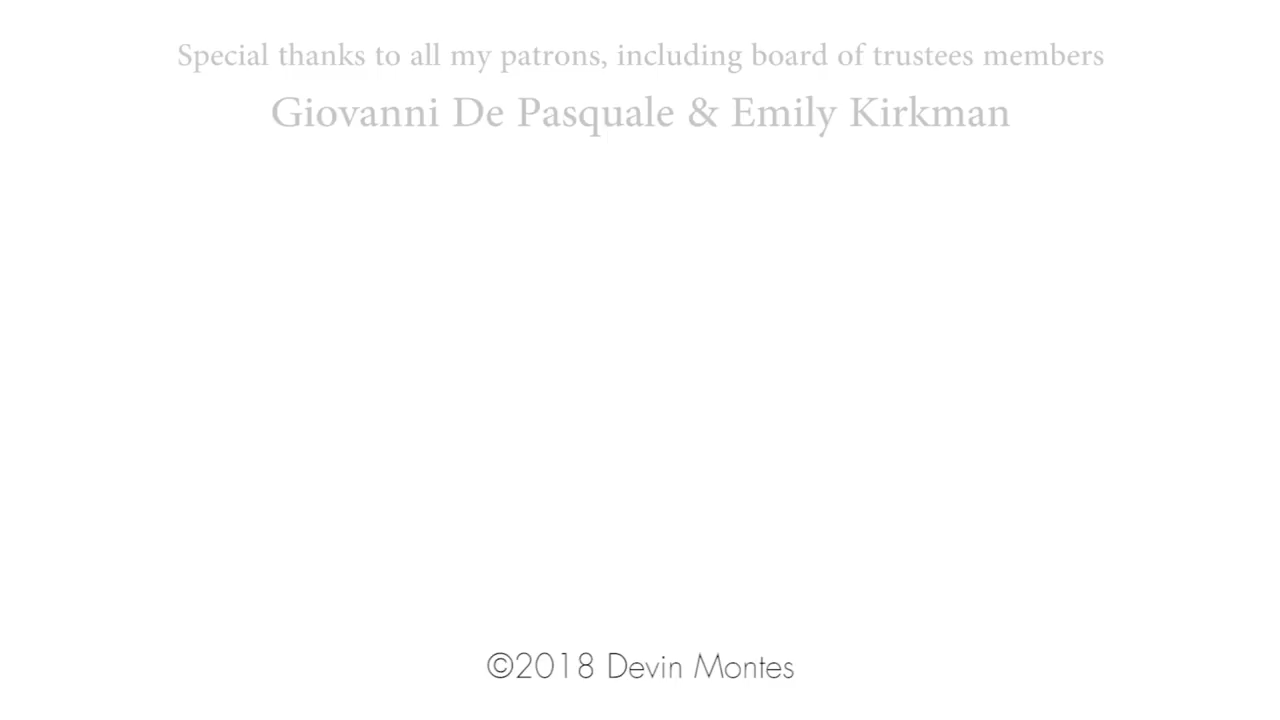 Special thanks to all my patrons, including board of trustees members
Giovanni De Pasquale & Emily Kirkman
©2018 Devin Montes